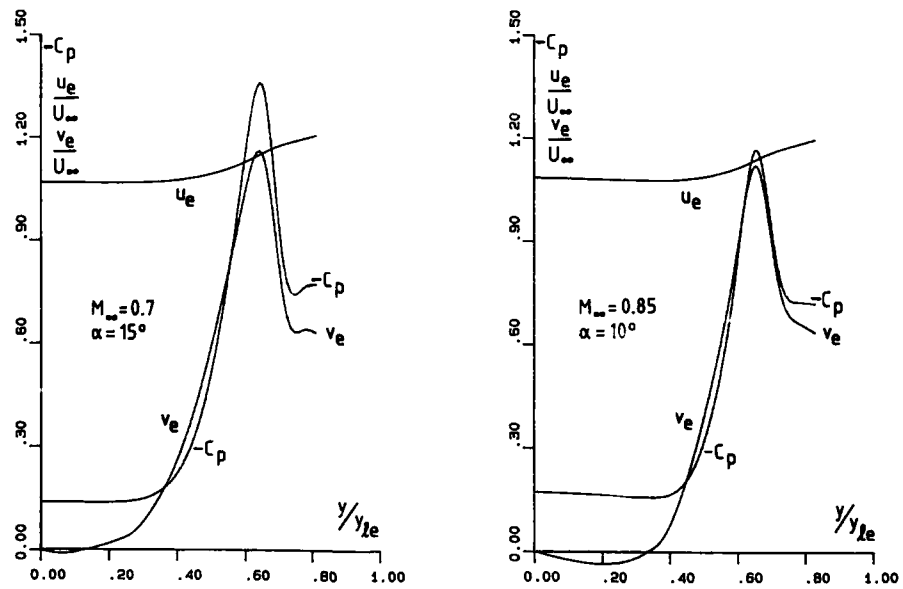 1.50
1.20
.90
.60
.30
0.00
-Cp
ue
U∞
ve
U∞
ue
-Cp
ve
M∞=0.7
α=15°
ve
-Cp
y/yℓe
0.00 .20 .40 .60 .80 1.00
1.50
1.20
.90
.60
.30
0.00
-Cp
ue
U∞
ve
U∞
ue
-Cp
ve
M∞=0.85
α=10°
ve
-Cp
y/yℓe
0.00 .20 .40 .60 .80 1.00